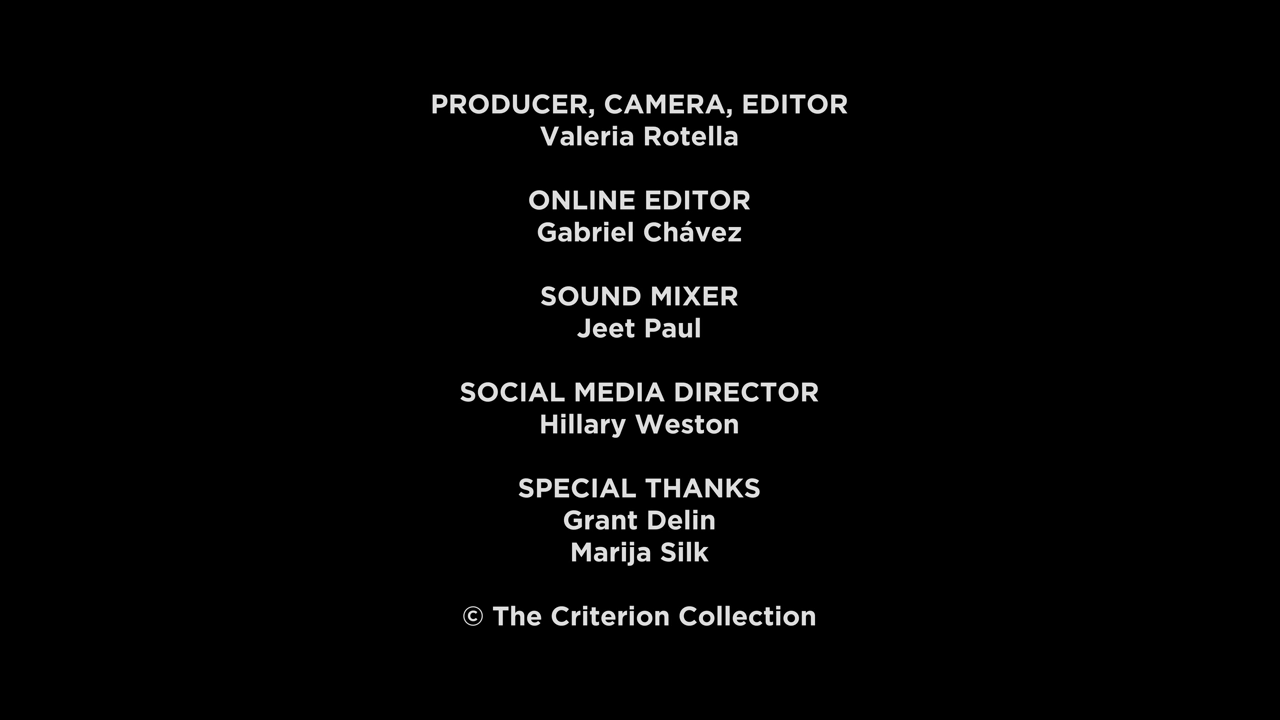 PRODUCER, CAMERA, EDITOR
Valeria Rotella
ONLINE EDITOR
Gabriel Chávez
SOUND MIXER
Jeet Paul
SOCIAL MEDIA DIRECTOR
Hillary Weston
SPECIAL THANKS
Grant Delin
Marija Silk
© The Criterion Collection